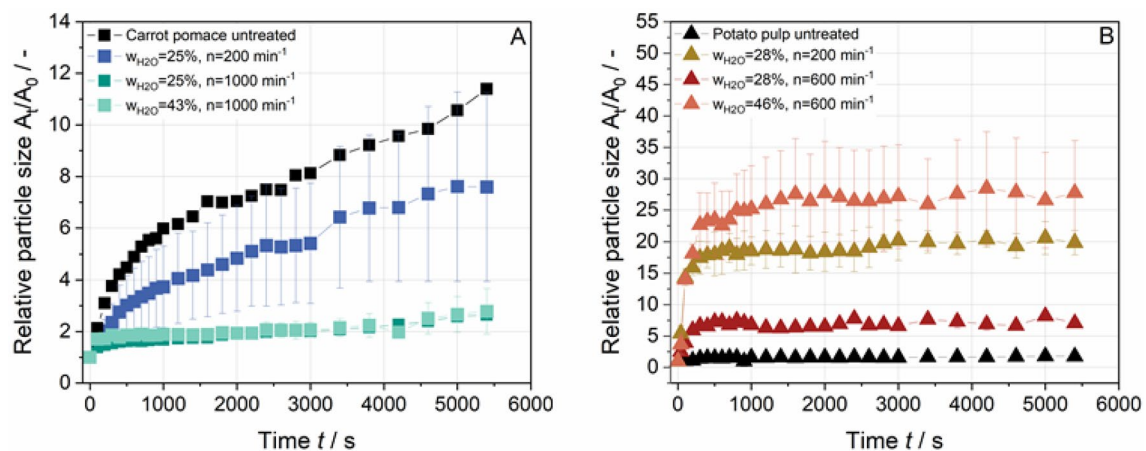 A
Carrot pomace untreated
wH2O=25%, n=200 min-1
wH2O=25%, n=1000 min-1
wH2O=43%, n=1000 min-1
Relative particle size At/A0 / -
14
12
10
8
6
4
2
0
0 1000 2000 3000 4000 5000 6000
Time t / s
B
Potato pulp untreated
wH2O=28%, n=200 min-1
wH2O=28%, n=600 min-1
wH2O=46%, n=600 min-1
Relative particle size At/A0 / -
55
50
45
40
35
30
25
20
15
10
5
0
0 1000 2000 3000 4000 5000 6000
Time t / s